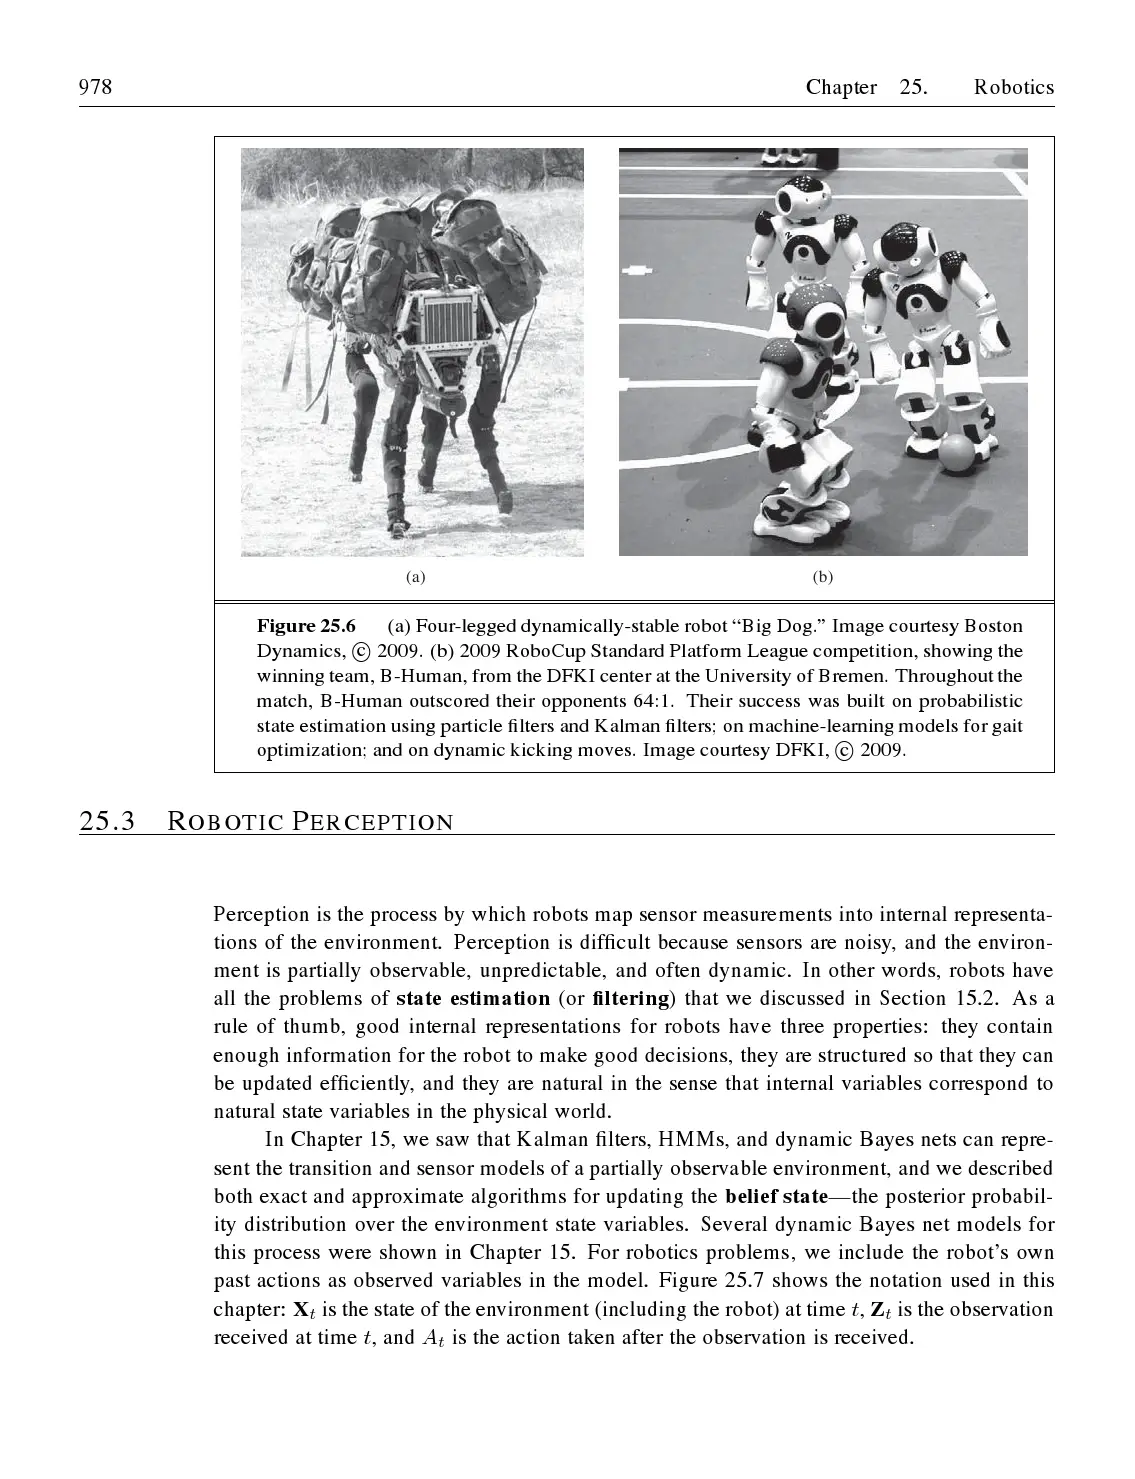 978 Chapter 25. Robotics
(a) (b)
Figure 25.6 (a) Four-legged dynamically-stable robot “Big Dog.” Image courtesy Boston
Dynamics, © 2009. (b) 2009 RoboCup Standard Platform League competition, showing the
winning team, B-Human, from the DFKI center at the University of Bremen. Throughout the
match, B-Human outscored their opponents 64:1. Their success was built on probabilistic
state estimation using particle filters and Kalman filters; on machine-learning models for gait
optimization; and on dynamic kicking moves. Image courtesy DFKI, © 2009.
25.3 ROBOTIC PERCEPTION
Perception is the process by which robots map sensor measurements into internal representa-
tions of the environment. Perception is difficult because sensors are noisy, and the environ-
ment is partially observable, unpredictable, and often dynamic. In other words, robots have
all the problems of state estimation (or filtering) that we discussed in Section 15.2. As a
rule of thumb, good internal representations for robots have three properties: they contain
enough information for the robot to make good decisions, they are structured so that they can
be updated efficiently, and they are natural in the sense that internal variables correspond to
natural state variables in the physical world.
In Chapter 15, we saw that Kalman filters, HMMs, and dynamic Bayes nets can repre-
sent the transition and sensor models of a partially observable environment, and we described
both exact and approximate algorithms for updating the belief state—the posterior probabil-
ity distribution over the environment state variables. Several dynamic Bayes net models for
this process were shown in Chapter 15. For robotics problems, we include the robot’s own
past actions as observed variables in the model. Figure 25.7 shows the notation used in this
chapter: Xt is the state of the environment (including the robot) at time t, Zt is the observation
received at time t, and At is the action taken after the observation is received.